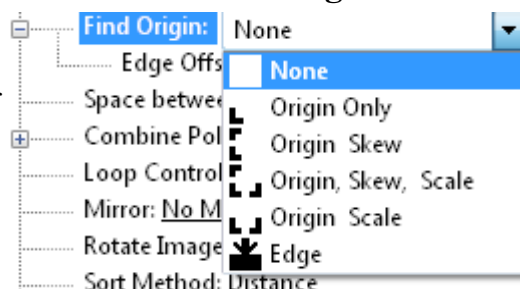 Find Origin: None
Edge Offs
None
Space betwee
Origin Only
Combine Pol
Origin Skew
Loop Control
Origin, Skew, Scale
Mirror: No M
Origin Scale
Rotate Image
Edge
Sort Method: Distance